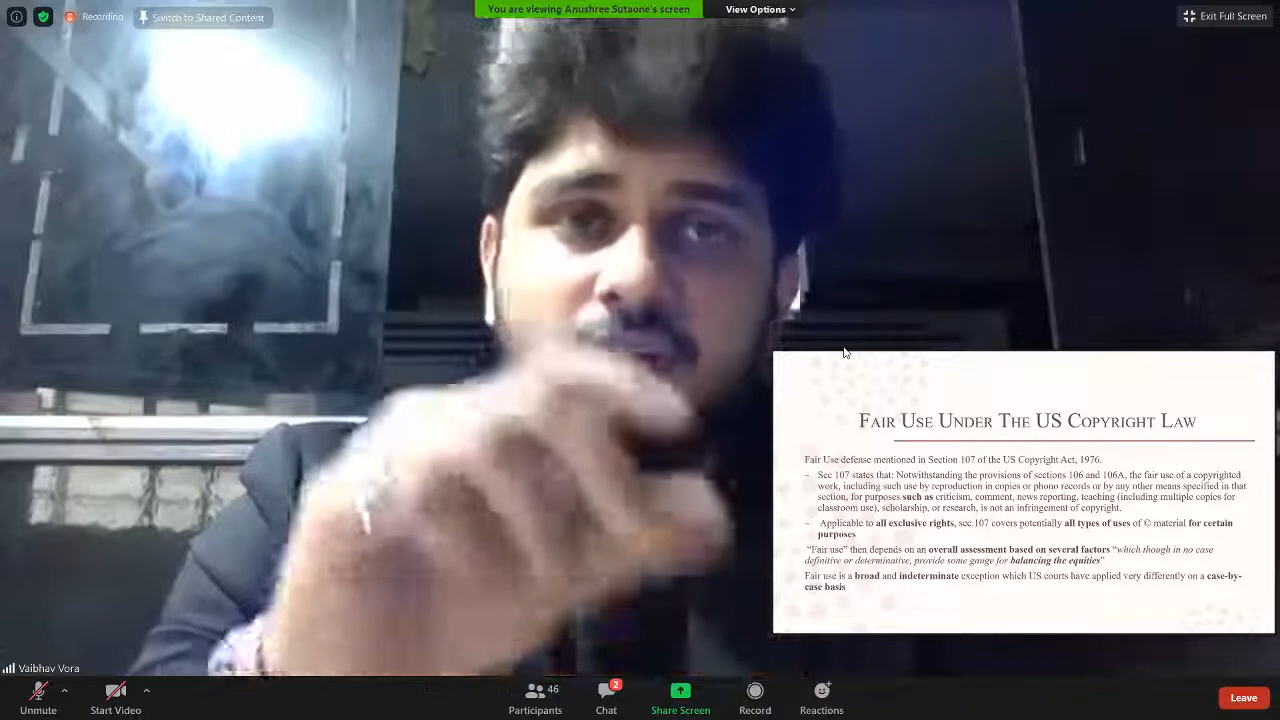 You are viewing Anushree Sutaone's screen
View Options
Recording
Switch to Shared Content
Exit Full Screen
FAIR USE UNDER THE US COPYRIGHT LAW
Fair Use defense mentioned in Section 107 of the US Copyright Act, 1976.
– Sec 107 states that: Notwithstanding the provisions of sections 106 and 106A, the fair use of a copyrighted
work, including such use by reproduction in copies or phono records or by any other means specified in that
section, for purposes such as criticism, comment, news reporting, teaching (including multiple copies for
classroom use), scholarship, or research, is not an infringement of copyright.
– Applicable to all exclusive rights, sec.107 covers potentially all types of uses of © material for certain
purposes
"Fair use" then depends on an overall assessment based on several factors "which though in no case
definitive or determinative, provide some gauge for balancing the equities"
Fair use is a broad and indeterminate exception which US courts have applied very differently on a case-by-
case basis
Vaibhav Vora
Unmute
Start Video
Participants
46
Chat
2
Share Screen
Record
Reactions
Leave